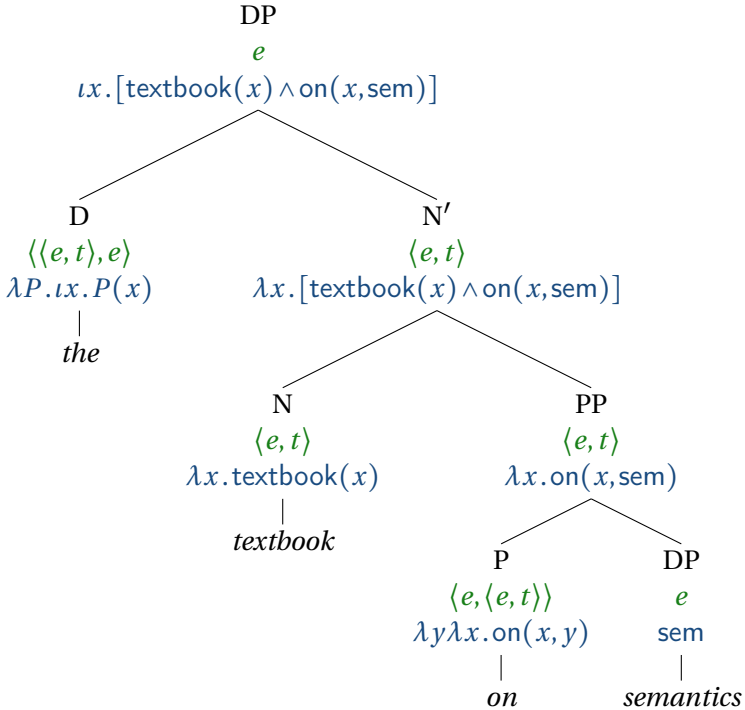 DP
e
ιx.[textbook(x)∧on(x,sem)]
D N′
⟨⟨e,t⟩,e⟩ ⟨e,t⟩
λP.ιx.P(x) λx.[textbook(x)∧on(x,sem)]
the
N PP
⟨e,t⟩ ⟨e,t⟩
λx.textbook(x) λx.on(x,sem)
textbook
P DP
⟨e,⟨e,t⟩⟩ e
λyλx.on(x,y) sem
on semantics